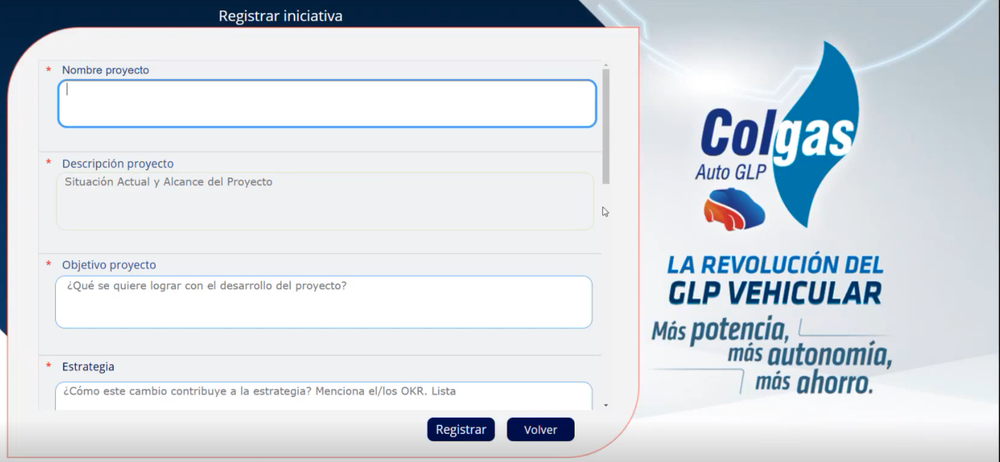 Registrar iniciativa
* Nombre proyecto
* Descripción proyecto
Situación Actual y Alcance del Proyecto
* Objetivo proyecto
¿Qué se quiere lograr con el desarrollo del proyecto?
* Estrategia
¿Cómo este cambio contribuye a la estrategia? Menciona el/los OKR. Lista
Registrar
Volver
Colgas
Auto GLP
LA REVOLUCIÓN DEL
GLP VEHICULAR
Más potencia,
más autonomía,
más ahorro.